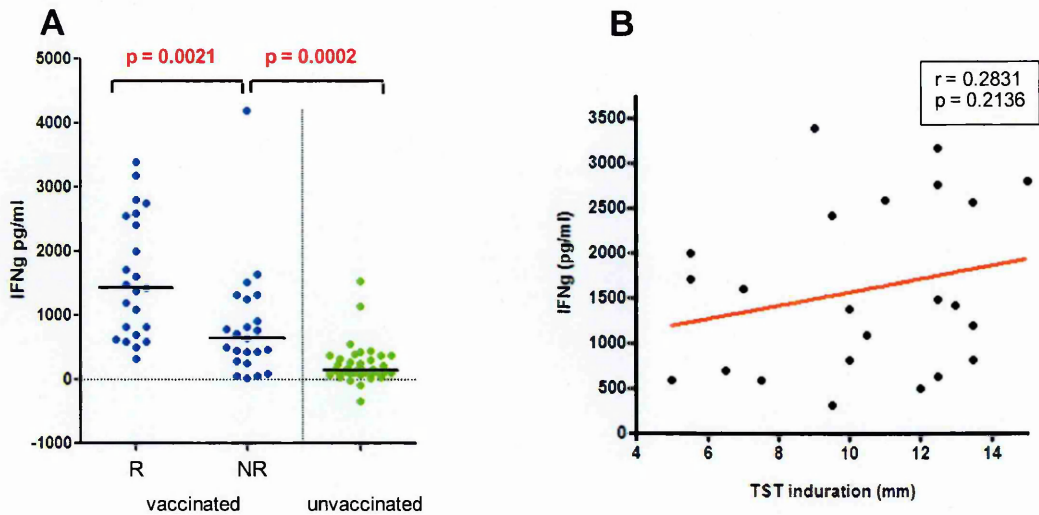 A
p = 0.0021 p = 0.0002
IFNg pg/ml
5000
4000
3000
2000
1000
0
-1000
R NR
vaccinated unvaccinated
B
r = 0.2831
p = 0.2136
IFNg (pg/ml)
3500
3000
2500
2000
1500
1000
500
0
4 6 8 10 12 14
TST induration (mm)